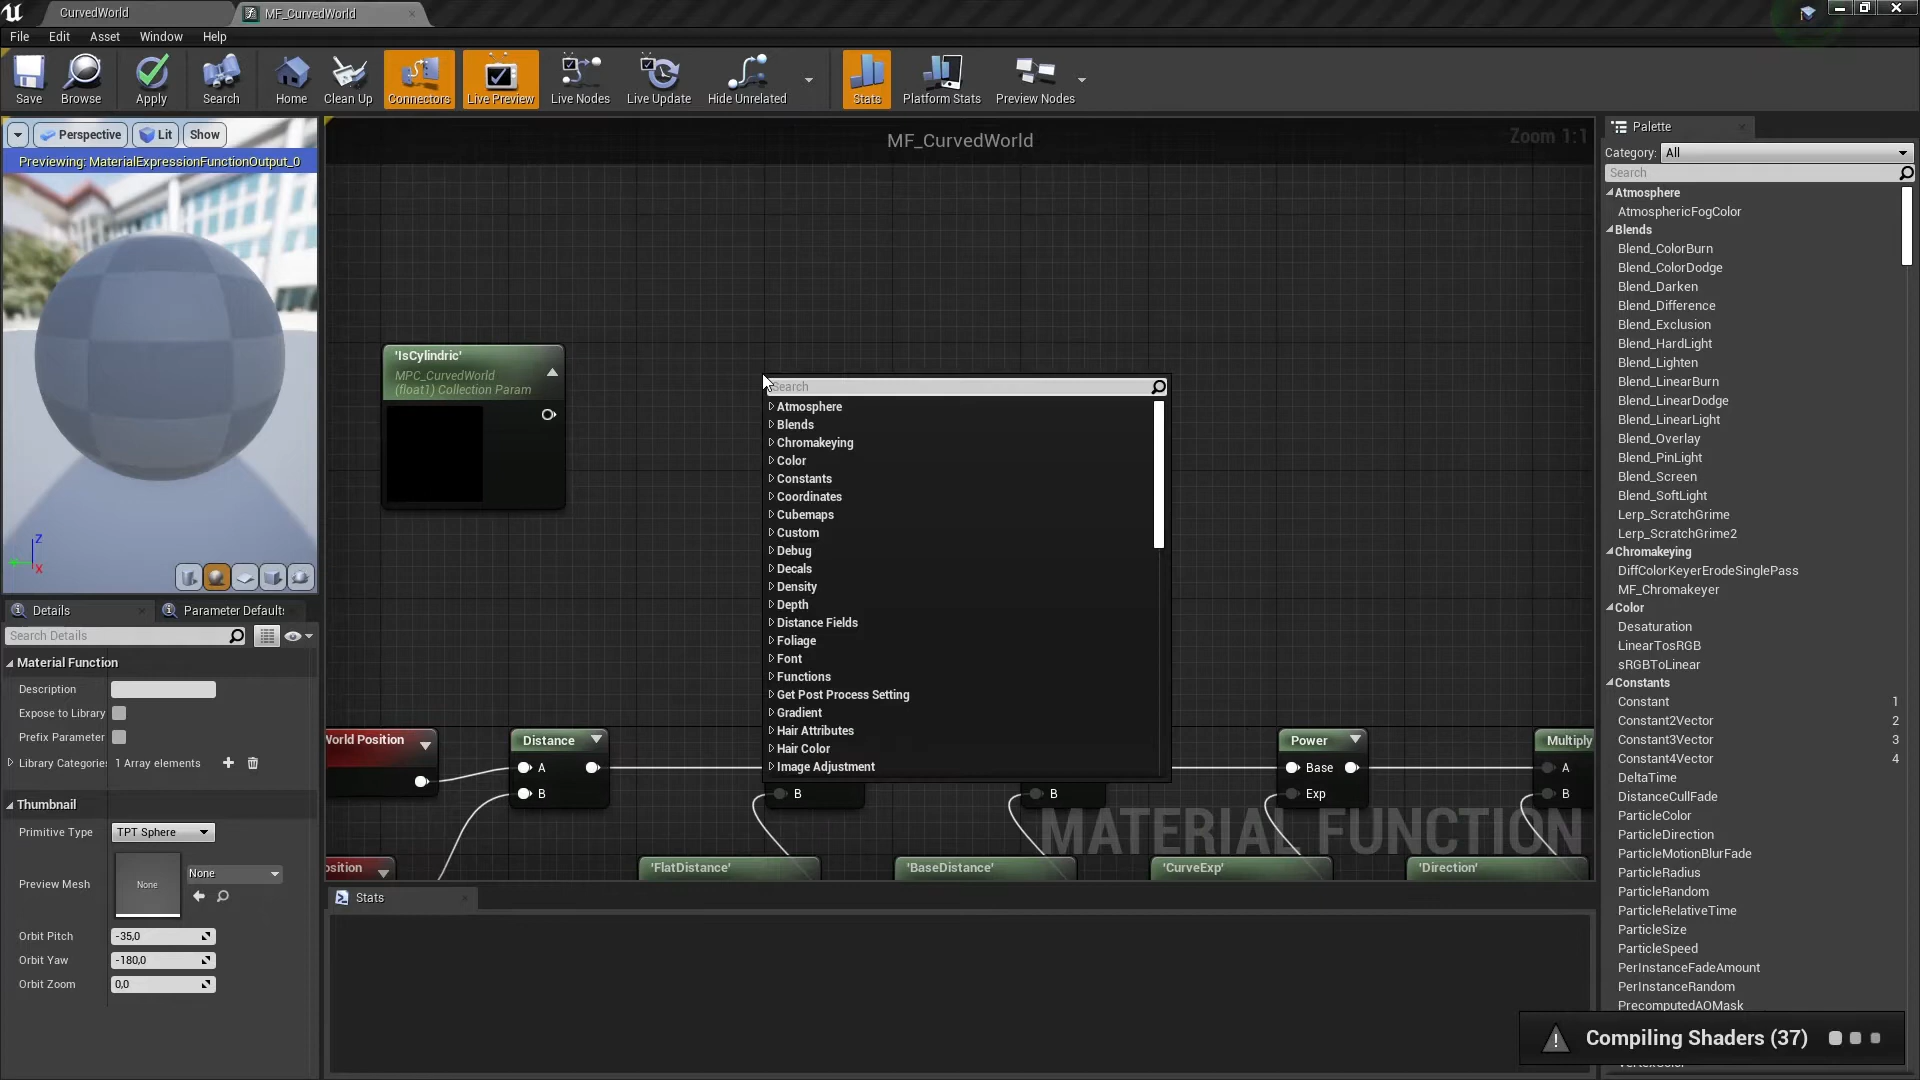 CurvedWorld
MF_CurvedWorld
File Edit Asset Window Help
Save Browse Apply Search Home Clean Up Connectors Live Preview Live Nodes Live Update Hide Unrelated Stats Platform Stats Preview Nodes
Perspective Lit Show
Previewing: MaterialExpressionFunctionOutput_0
Z
X
Details
Parameter Defaults
Search Details
Material Function
Description
Expose to Library
Prefix Parameter
Library Categories 1 Array elements
Thumbnail
Primitive Type TPT Sphere
Preview Mesh None None
Orbit Pitch -35,0
Orbit Yaw -180,0
Orbit Zoom 0,0
MF_CurvedWorld
Zoom 1:1
'IsCylindric'
MPC_CurvedWorld
(float1) Collection Param
Search
Atmosphere
Blends
Chromakeying
Color
Constants
Coordinates
Cubemaps
Custom
Debug
Decals
Density
Depth
Distance Fields
Foliage
Font
Functions
Get Post Process Setting
Gradient
Hair Attributes
Hair Color
Image Adjustment
World Position
Distance
A
B
B
B
Power
Base
Exp
Multiply
A
B
MATERIAL FUNCTION
osition
'FlatDistance'
'BaseDistance'
'CurveExp'
'Direction'
Stats
Palette
Category: All
Search
Atmosphere
AtmosphericFogColor
Blends
Blend_ColorBurn
Blend_ColorDodge
Blend_Darken
Blend_Difference
Blend_Exclusion
Blend_HardLight
Blend_Lighten
Blend_LinearBurn
Blend_LinearDodge
Blend_LinearLight
Blend_Overlay
Blend_PinLight
Blend_Screen
Blend_SoftLight
Lerp_ScratchGrime
Lerp_ScratchGrime2
Chromakeying
DiffColorKeyerErodeSinglePass
MF_Chromakeyer
Color
Desaturation
LinearTosRGB
sRGBToLinear
Constants
Constant 1
Constant2Vector 2
Constant3Vector 3
Constant4Vector 4
DeltaTime
DistanceCullFade
ParticleColor
ParticleDirection
ParticleMotionBlurFade
ParticleRadius
ParticleRandom
ParticleRelativeTime
ParticleSize
ParticleSpeed
PerInstanceFadeAmount
PerInstanceRandom
PrecomputedAOMask
Compiling Shaders (37)